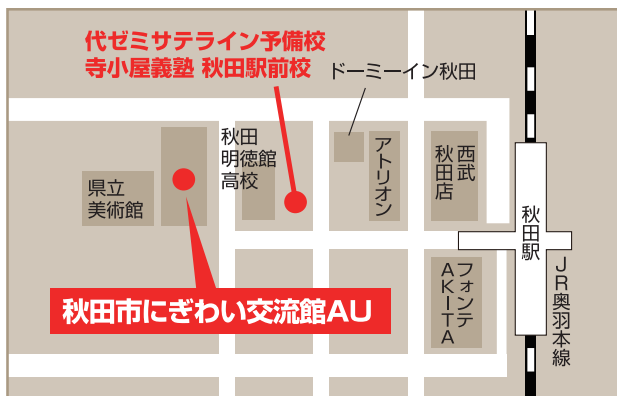 代ゼミサテライン予備校
寺小屋義塾 秋田駅前校
ドーミーイン秋田
秋田
明徳館
高校
県立
美術館
アトリオン
西武
秋田店
秋田駅
フォンテ
AKITA
JR奥羽本線
秋田市にぎわい交流館AU